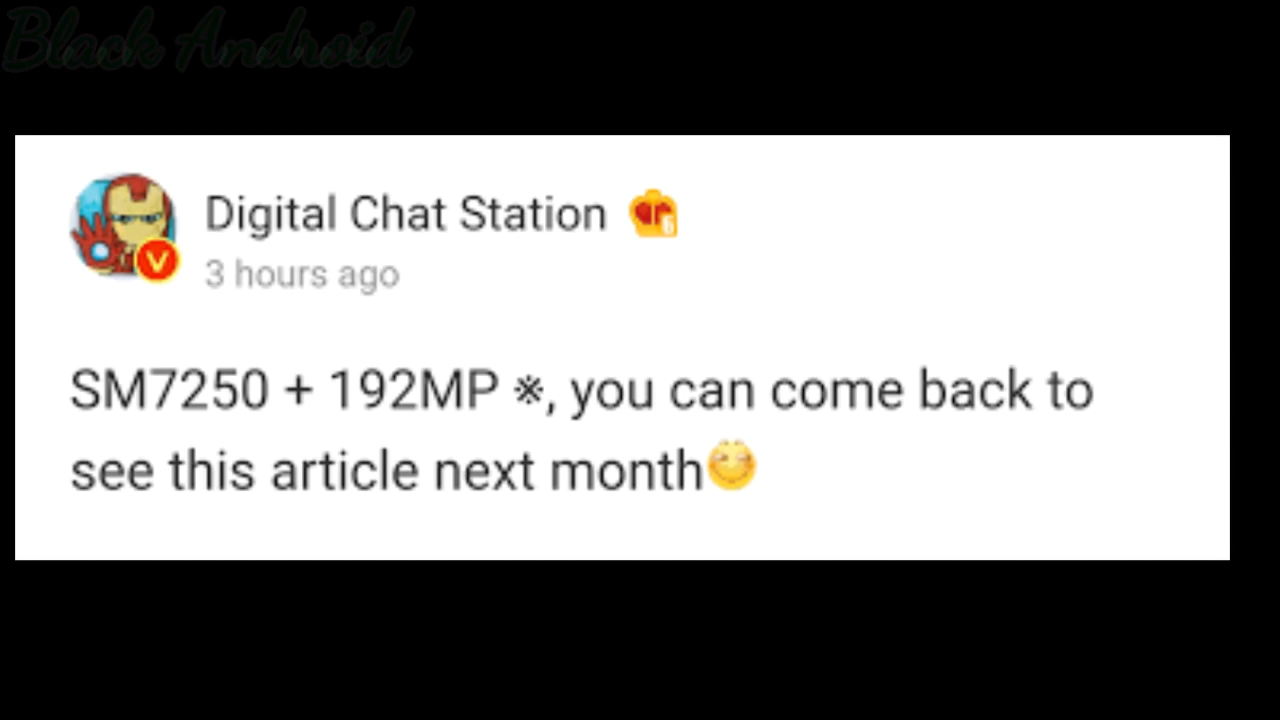 Black Android
Digital Chat Station
3 hours ago
SM7250 + 192MP ※, you can come back to
see this article next month